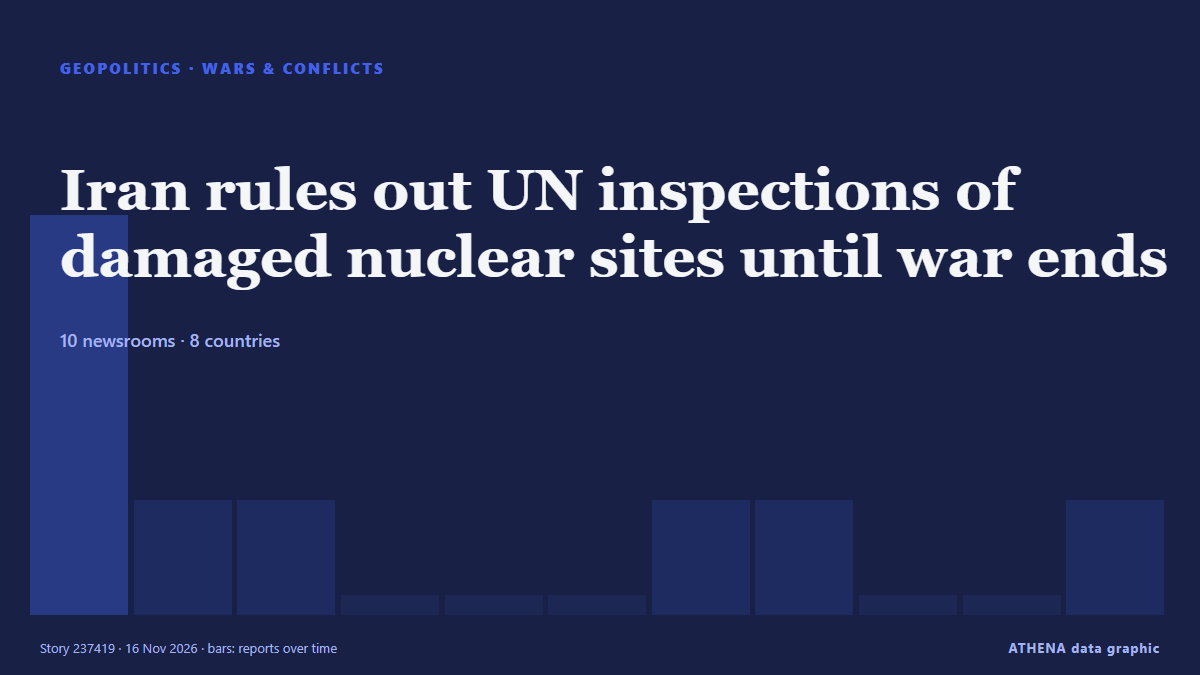 GEOPOLITICS · WARS & CONFLICTS
Iran rules out UN inspections of
damaged nuclear sites until war ends
10 newsrooms · 8 countries
Story 237419 · 16 Nov 2026 · bars: reports over time
ATHENA data graphic